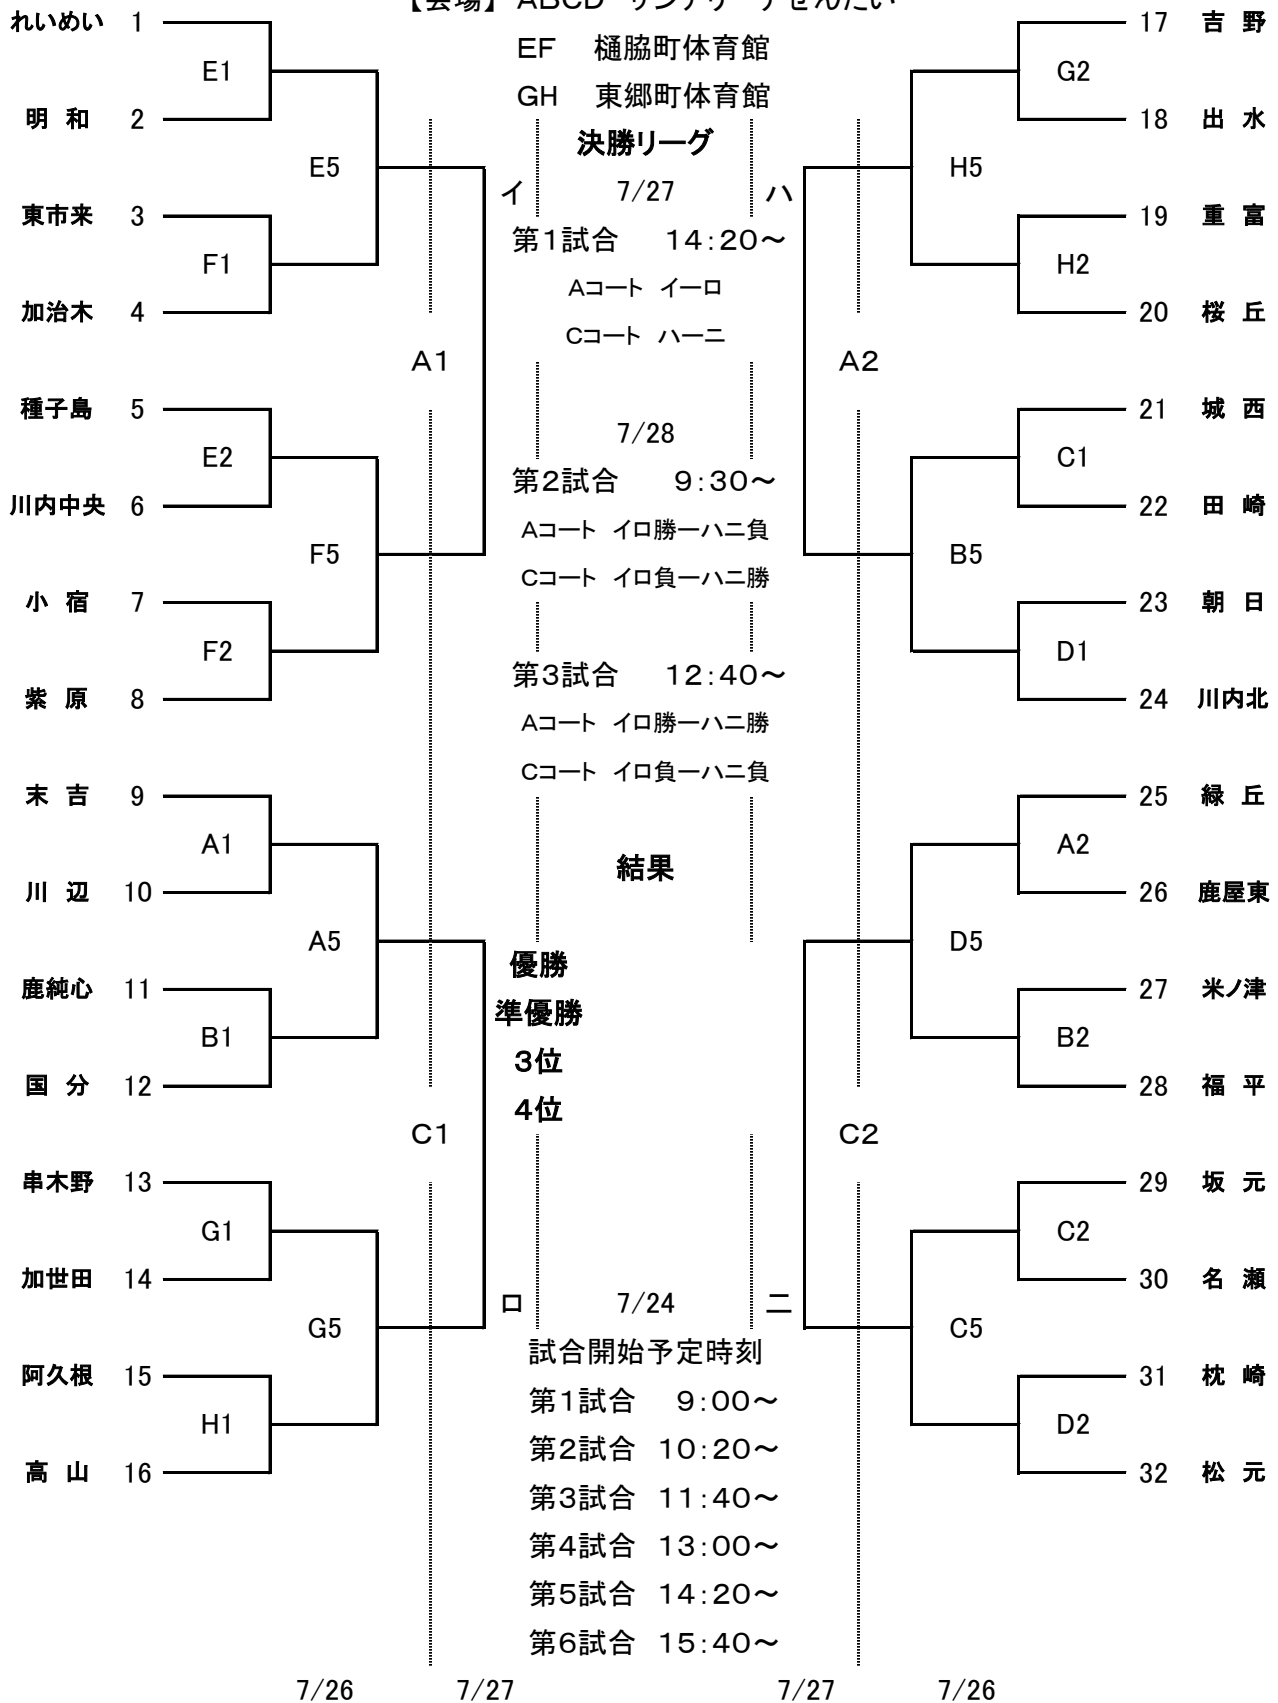 【会場】 ABCD サンアリーナせんだい
EF 樋脇町体育館
GH 東郷町体育館
決勝リーグ
イ 7/27 ハ
第1試合 14:20～
Aコート イーロ
Cコート ハーニ
7/28
第2試合 9:30～
Aコート イロ勝ーハニ負
Cコート イロ負ーハニ勝
第3試合 12:40～
Aコート イロ勝ーハニ勝
Cコート イロ負ーハニ負
結果
優勝
準優勝
3位
4位
ロ 7/24 ニ
試合開始予定時刻
第1試合 9:00～
第2試合 10:20～
第3試合 11:40～
第4試合 13:00～
第5試合 14:20～
第6試合 15:40～
れいめい 1
E1
明和 2
E5
東市来 3
F1
加治木 4
A1
種子島 5
E2
川内中央 6
F5
小宿 7
F2
紫原 8
末吉 9
A1
川辺 10
A5
鹿純心 11
B1
国分 12
C1
串木野 13
G1
加世田 14
G5
阿久根 15
H1
高山 16
17 吉野
G2
18 出水
H5
19 重富
H2
20 桜丘
A2
21 城西
C1
22 田崎
B5
23 朝日
D1
24 川内北
25 緑丘
A2
26 鹿屋東
D5
27 米ノ津
B2
28 福平
C2
29 坂元
C2
30 名瀬
C5
31 枕崎
D2
32 松元
7/26 7/27 7/27 7/26